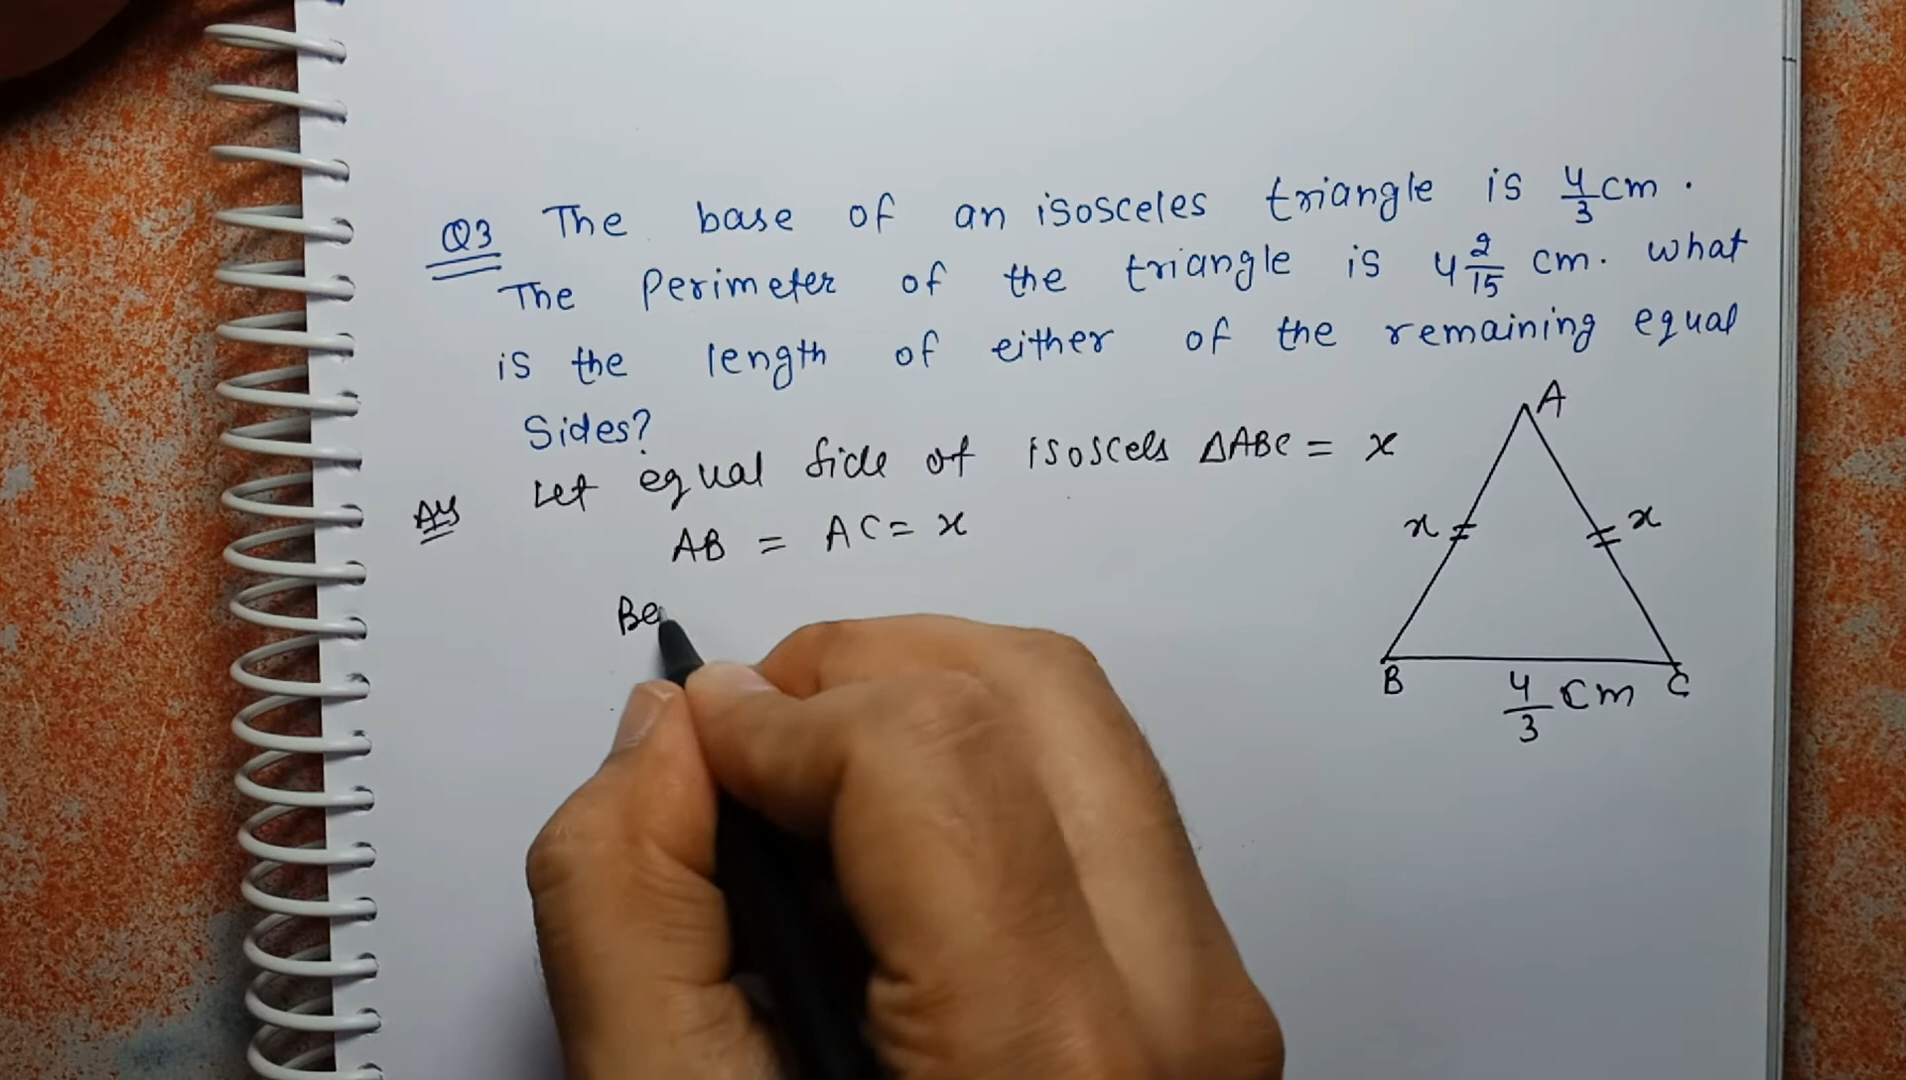 Q3 The base of an isosceles triangle is 4/3 cm.
The Perimeter of the triangle is 4 2/15 cm. what
is the length of either of the remaining equal
Sides?
Ans Let equal side of isoscels ΔABC = x
AB = AC = x
Be
A
x x
B C
4/3 cm